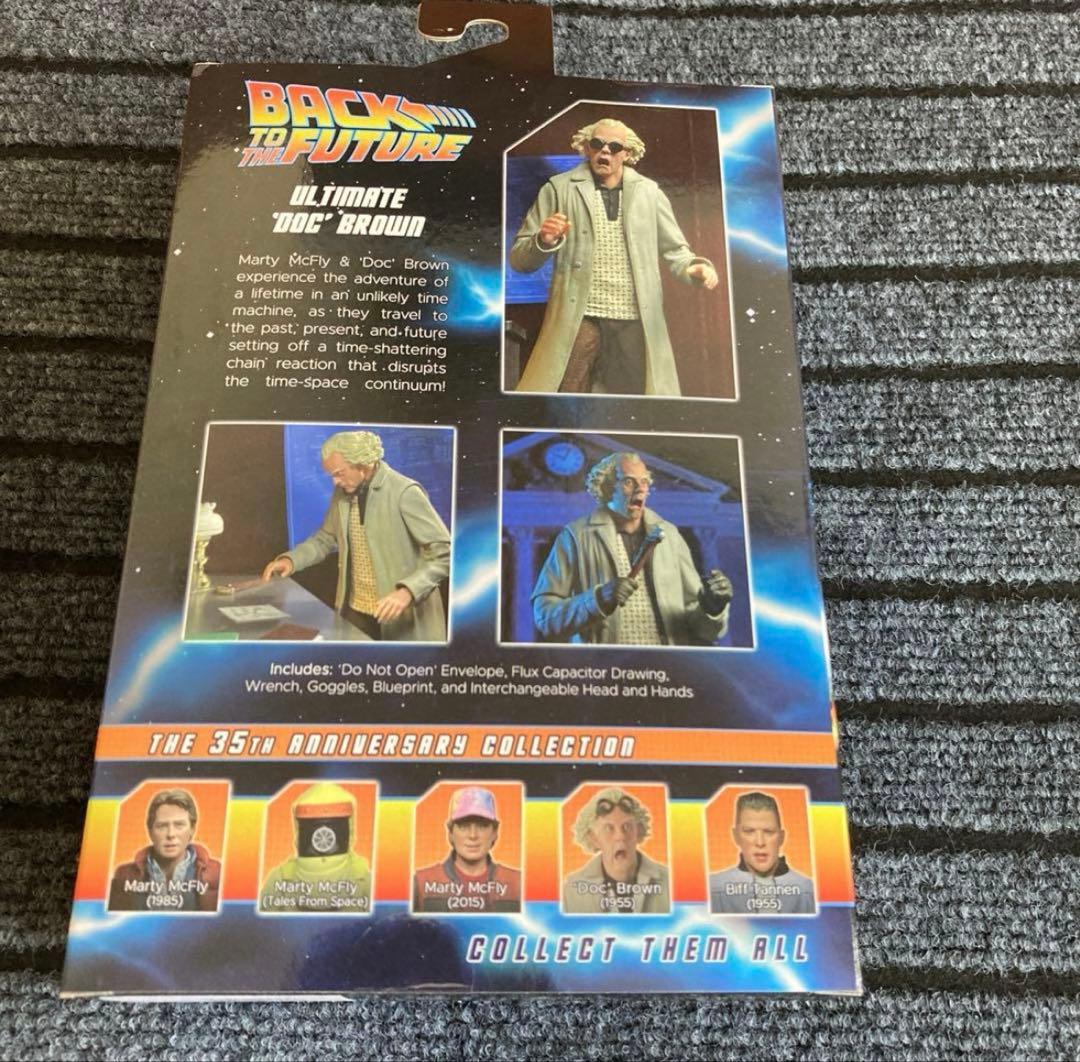 BACK
TO THE FUTURE
ULTIMATE
'DOC' BROWN
Marty McFly & 'Doc' Brown
experience the adventure of
a lifetime in an unlikely time
machine, as they travel to
the past, present, and future
setting off a time-shattering
chain reaction that disrupts
the time-space continuum!
Includes: 'Do Not Open' Envelope, Flux Capacitor Drawing,
Wrench, Goggles, Blueprint, and Interchangeable Head and Hands
THE 35TH ANNIVERSARY COLLECTION
Marty McFly
(1985)
Marty McFly
(Tales From Space)
Marty McFly
(2015)
'Doc' Brown
(1955)
Biff Tannen
(1955)
COLLECT THEM ALL